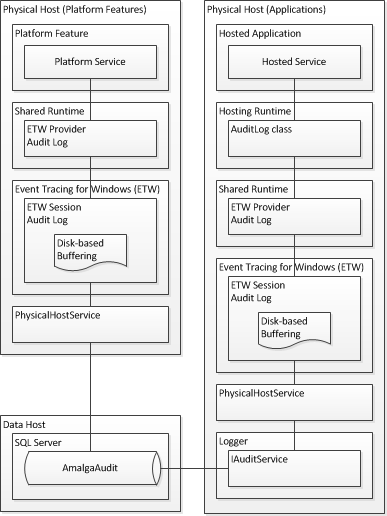 Physical Host (Platform Features)
Platform Feature
Platform Service
Shared Runtime
ETW Provider
Audit Log
Event Tracing for Windows (ETW)
ETW Session
Audit Log
Disk-based
Buffering
PhysicalHostService
Data Host
SQL Server
AmalgaAudit
Physical Host (Applications)
Hosted Application
Hosted Service
Hosting Runtime
AuditLog class
Shared Runtime
ETW Provider
Audit Log
Event Tracing for Windows (ETW)
ETW Session
Audit Log
Disk-based
Buffering
PhysicalHostService
Logger
IAuditService